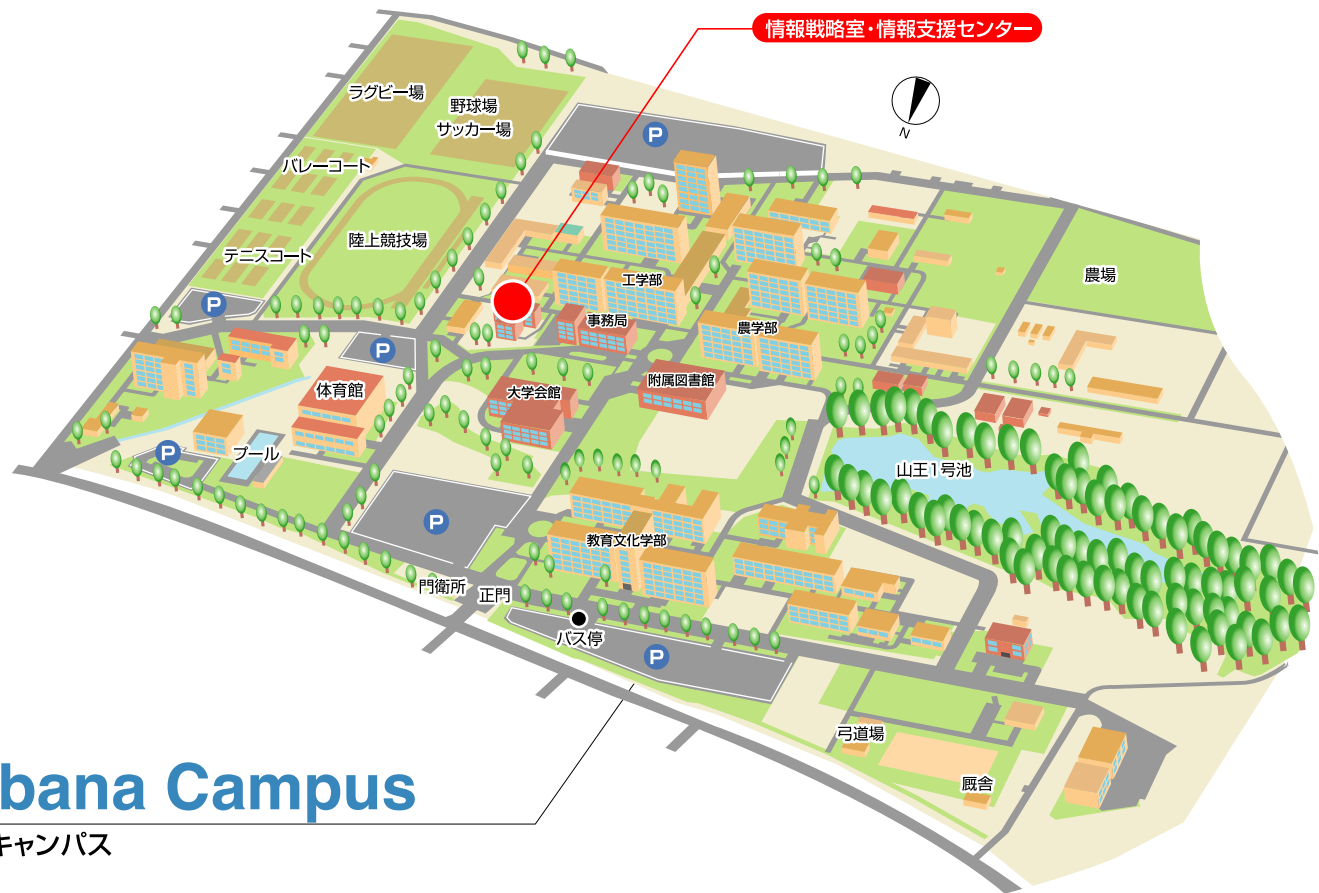 情報戦略室・情報支援センター
ラグビー場
野球場
サッカー場
P
N
バレーコート
陸上競技場
テニスコート
農場
工学部
P
事務局
農学部
P
体育館
大学会館
附属図書館
プール
P
山王1号池
P
教育文化学部
門衛所
正門
バス停
P
弓道場
厩舎
bana Campus
キャンパス